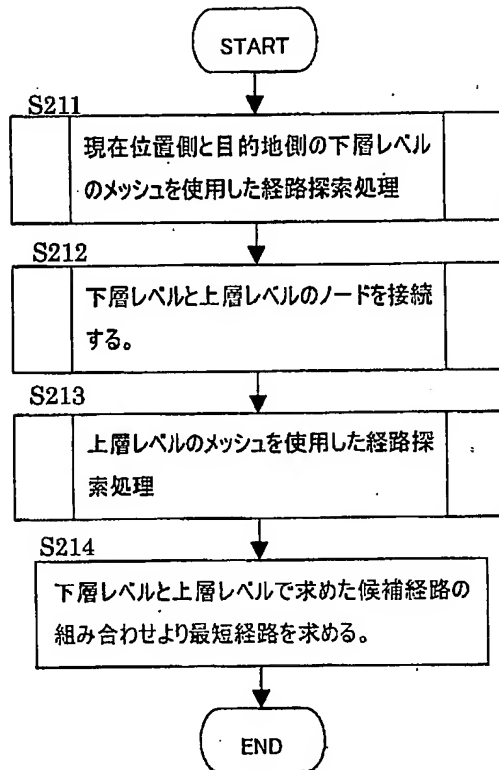 START
S211
現在位置側と目的地側の下層レベル
のメッシュを使用した経路探索処理
S212
下層レベルと上層レベルのノードを接続
する。
S213
上層レベルのメッシュを使用した経路探
索処理
S214
下層レベルと上層レベルで求めた候補経路の
組み合わせより最短経路を求める。
END